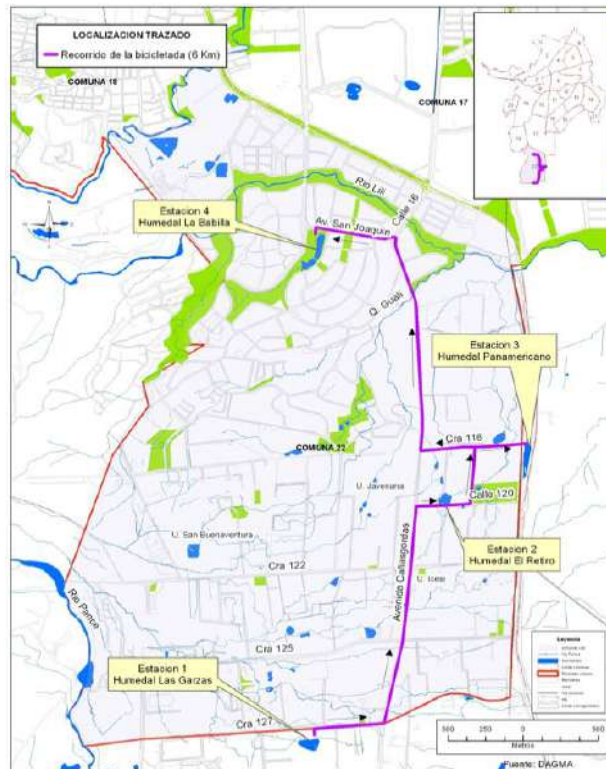 LOCALIZACION TRAZADO
Recorrido de la bicicletada (6 Km)
COMUNA 18
COMUNA 17
Rio Lili
Calle 16
Av. San Joaquin
Estacion 4
Humedal La Babilla
Q. Gualí
Estacion 3
Humedal Panamericano
Cra 116
COMUNA 22
U. Javeriana
Calle 120
U. San Buenaventura
Avenida Cañasgordas
Estacion 2
Humedal El Retiro
Cra 122
U. Icesi
Rio Pance
Cra 125
Estacion 1
Humedal Las Garzas
Cra 127
Leyenda
500
0
500
Metros
Fuente: DAGMA